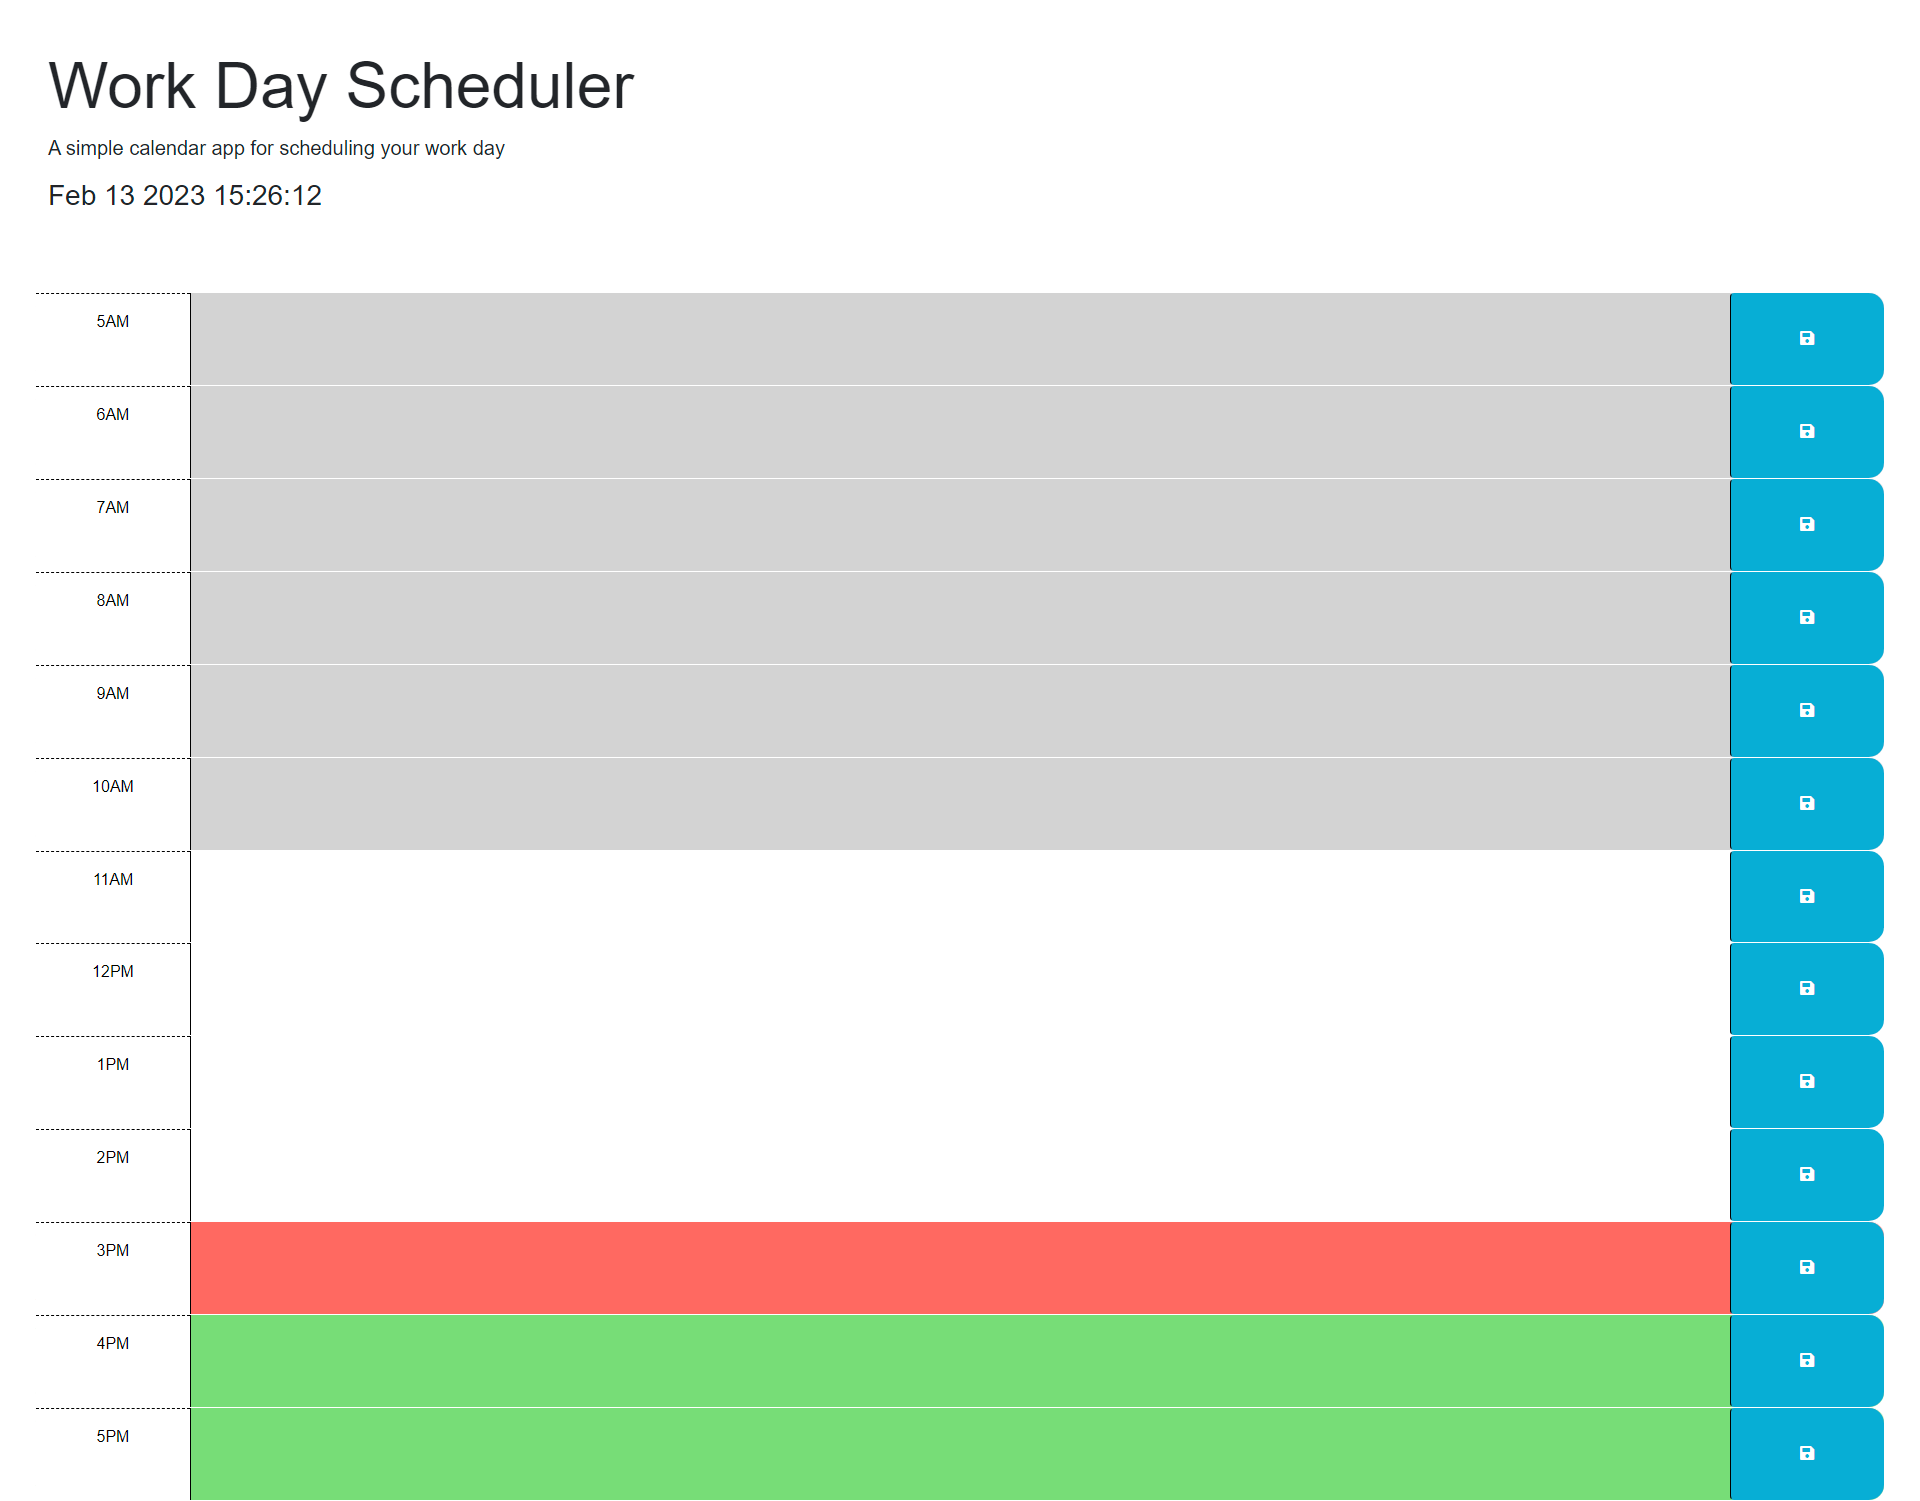 Work Day Scheduler
A simple calendar app for scheduling your work day
Feb 13 2023 15:26:12
5AM
6AM
7AM
8AM
9AM
10AM
11AM
12PM
1PM
2PM
3PM
4PM
5PM